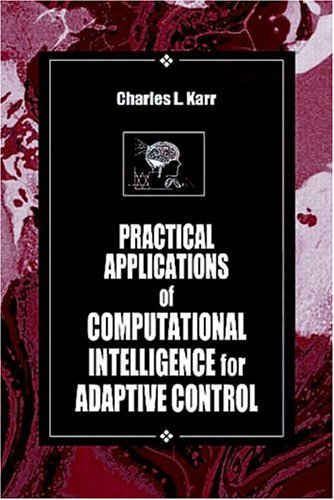 Charles L. Karr
PRACTICAL
APPLICATIONS
of
COMPUTATIONAL
INTELLIGENCE for
ADAPTIVE CONTROL